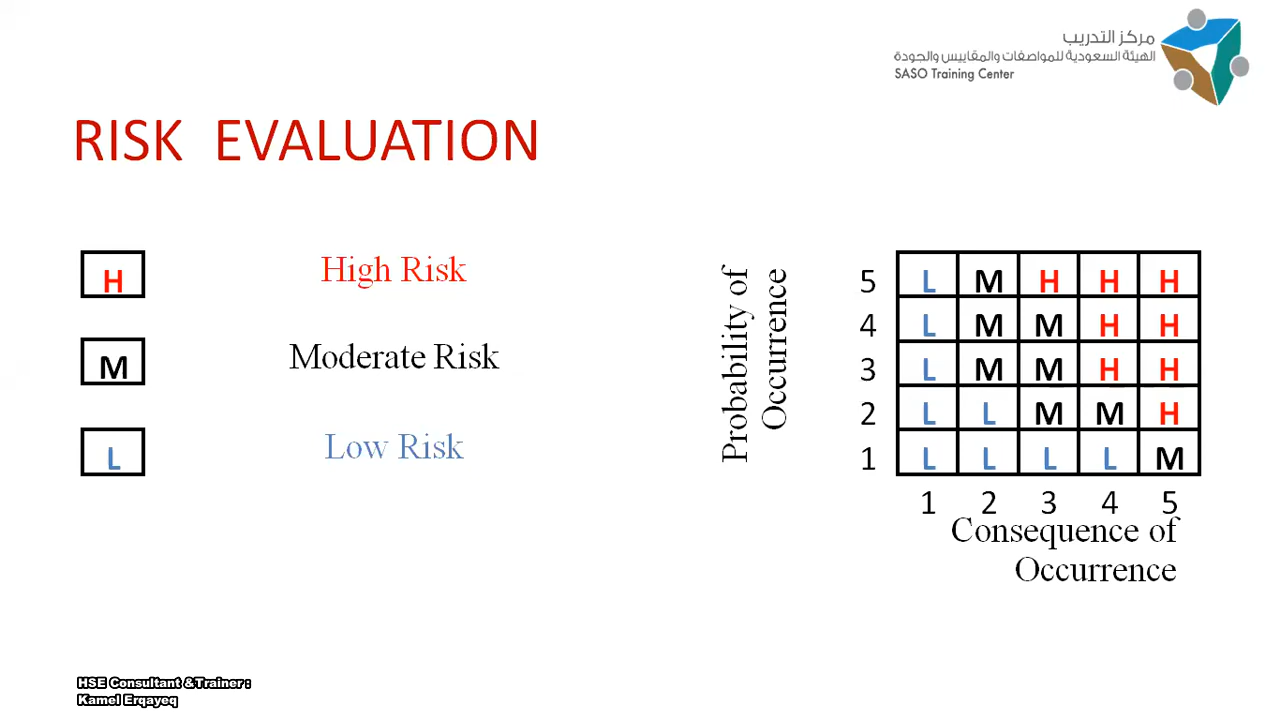 مركز التدريب
الهيئة السعودية للمواصفات والمقاييس والجودة
SASO Training Center
RISK EVALUATION
H High Risk
M Moderate Risk
L Low Risk
Probability of
Occurrence
5 L M H H H
4 L M M H H
3 L M M H H
2 L L M M H
1 L L L L M
1 2 3 4 5
Consequence of
Occurrence
HSE Consultant &Trainer :
Kamel Erqayeq